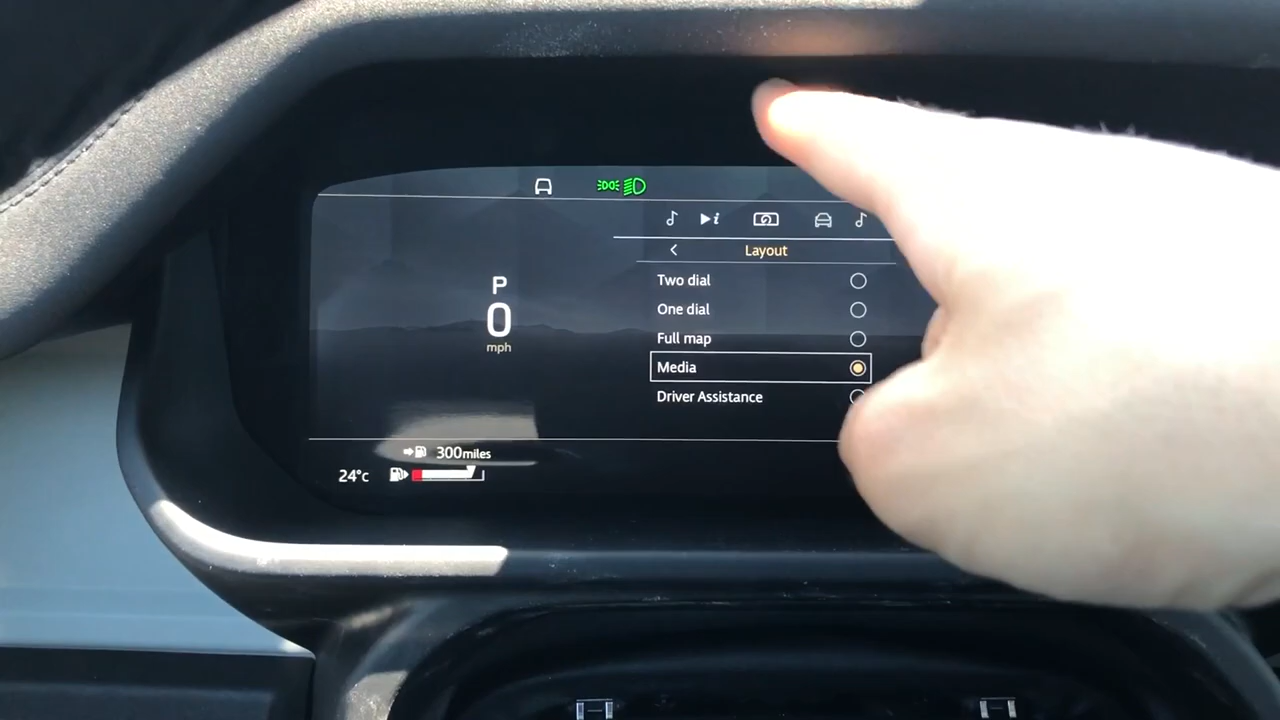 Layout
Two dial
One dial
Full map
Media
Driver Assistance
P
0
mph
300miles
24°c